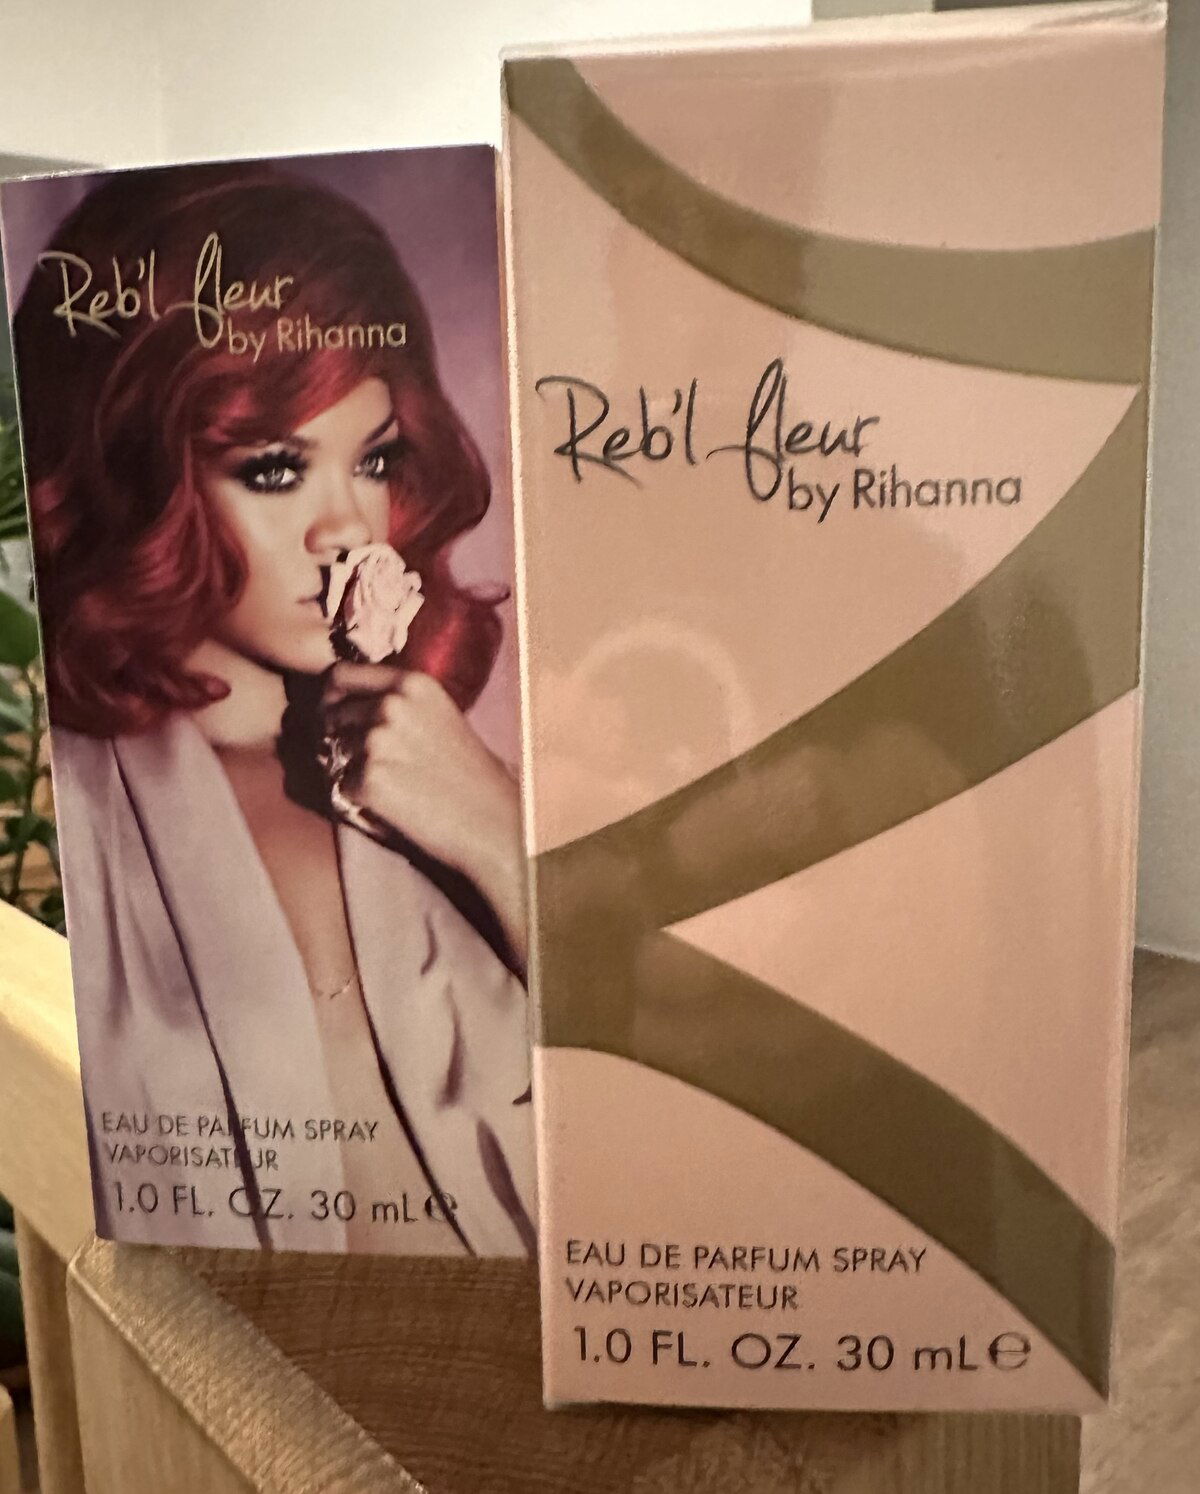 Reb'l fleur
by Rihanna
EAU DE PARFUM SPRAY
VAPORISATEUR
1.0 FL. OZ. 30 mL ℮
Reb'l fleur
by Rihanna
EAU DE PARFUM SPRAY
VAPORISATEUR
1.0 FL. OZ. 30 mL ℮